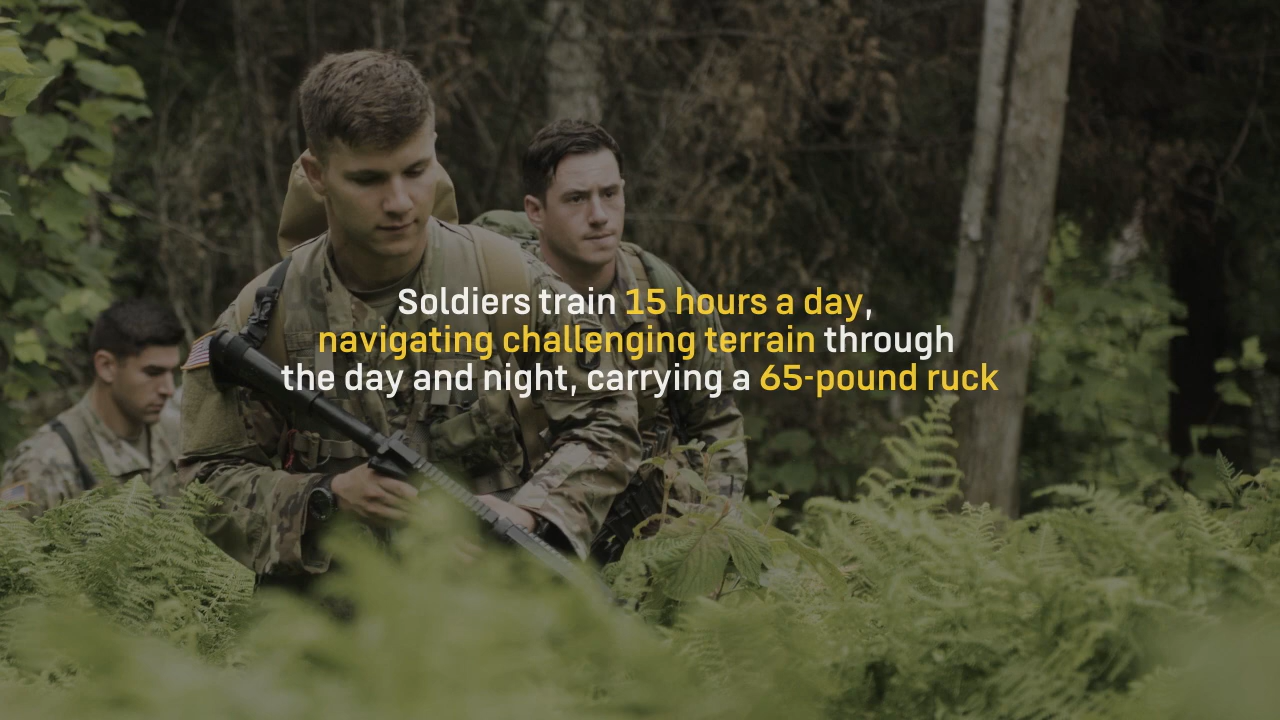 Soldiers train 15 hours a day,
navigating challenging terrain through
the day and night, carrying a 65-pound ruck